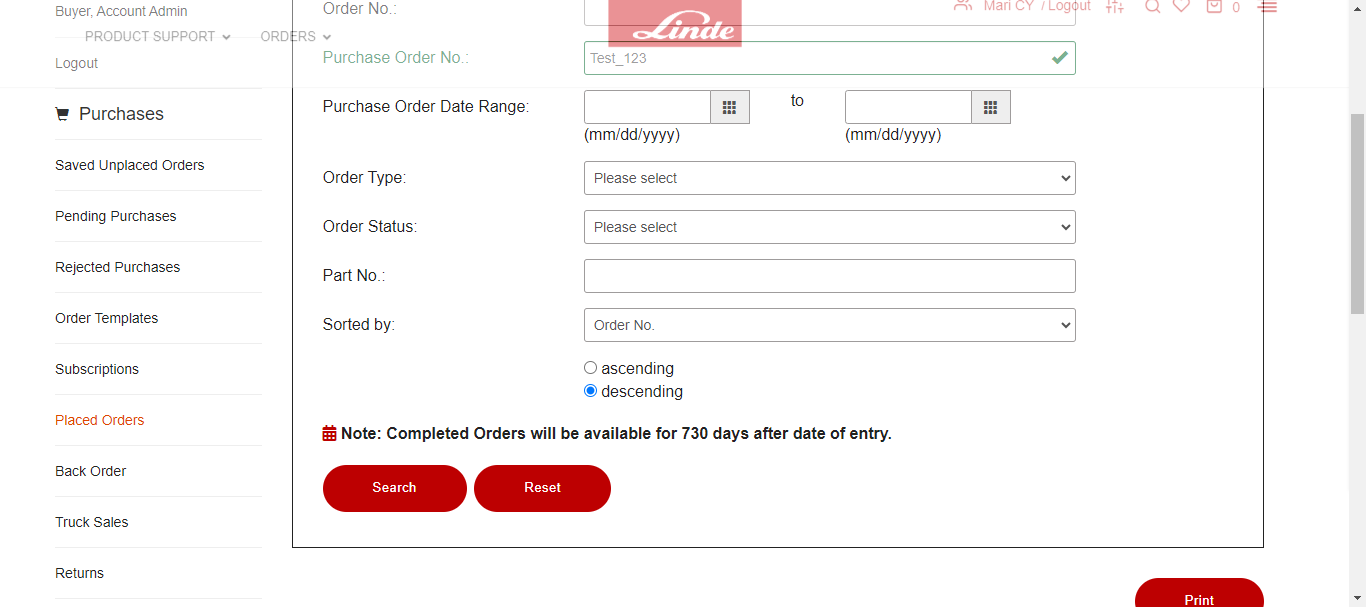 Buyer, Account Admin
PRODUCT SUPPORT
ORDERS
Linde
Mari CY / Logout
0
Logout
Purchases
Saved Unplaced Orders
Pending Purchases
Rejected Purchases
Order Templates
Subscriptions
Placed Orders
Back Order
Truck Sales
Returns
Order No.:
Purchase Order No.:
Test_123
Purchase Order Date Range:
to
(mm/dd/yyyy)
(mm/dd/yyyy)
Order Type:
Please select
Order Status:
Please select
Part No.:
Sorted by:
Order No.
ascending
descending
Note: Completed Orders will be available for 730 days after date of entry.
Search
Reset
Print